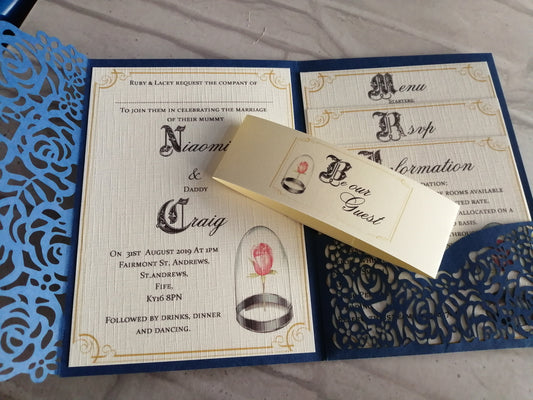 Ruby & Lacey request the company of
To join them in celebrating the marriage
of their mummy
Niaomi
&
Daddy
Craig
On 31st August 2019 At 1pm
Fairmont St, Andrews,
St.andrews,
Fife,
Ky16 8PN
Followed by drinks, dinner
and dancing.
Be our
Guest
Menu
starters
Rsvp
Information
rooms available
rated rate.
allocated on a